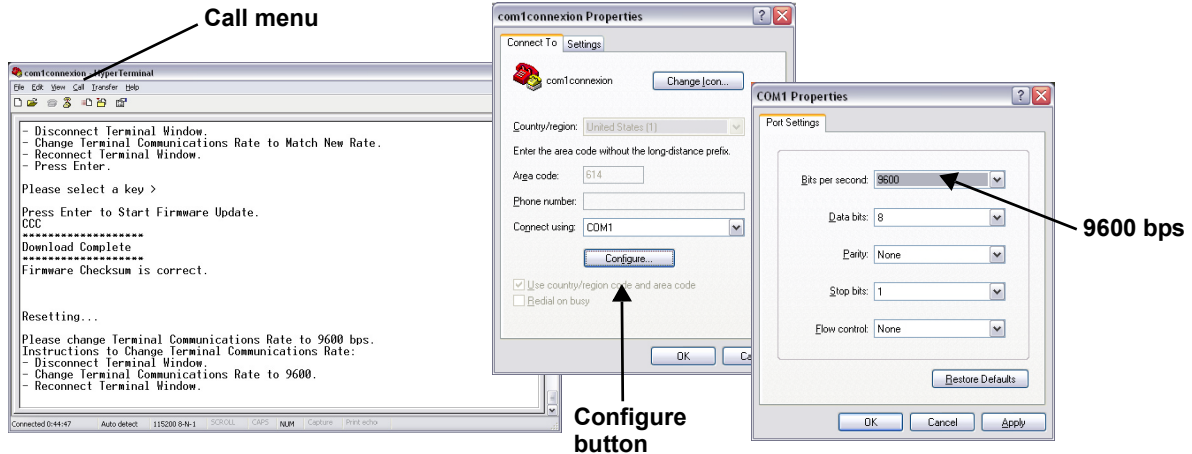 Call menu
com1connexion - HyperTerminal
File Edit View Call Transfer Help
- Disconnect Terminal Window.
- Change Terminal Communications Rate to Match New Rate.
- Reconnect Terminal Window.
- Press Enter.
Please select a key >
Press Enter to Start Firmware Update.
CCC
*******************
Download Complete
*******************
Firmware Checksum is correct.
Resetting...
Please change Terminal Communications Rate to 9600 bps.
Instructions to Change Terminal Communications Rate:
- Disconnect Terminal Window.
- Change Terminal Communications Rate to 9600.
- Reconnect Terminal Window.
Connected 0:44:47 Auto detect 115200 8-N-1 SCROLL CAPS NUM Capture Print echo
com1connexion Properties
Connect To Settings
com1connexion Change Icon...
Country/region: United States (1)
Enter the area code without the long-distance prefix.
Area code: 614
Phone number:
Connect using: COM1
Configure...
Use country/region code and area code
Redial on busy
OK Ca
Configure
button
COM1 Properties
Port Settings
Bits per second: 9600
Data bits: 8
Parity: None
Stop bits: 1
Flow control: None
Restore Defaults
OK Cancel Apply
9600 bps